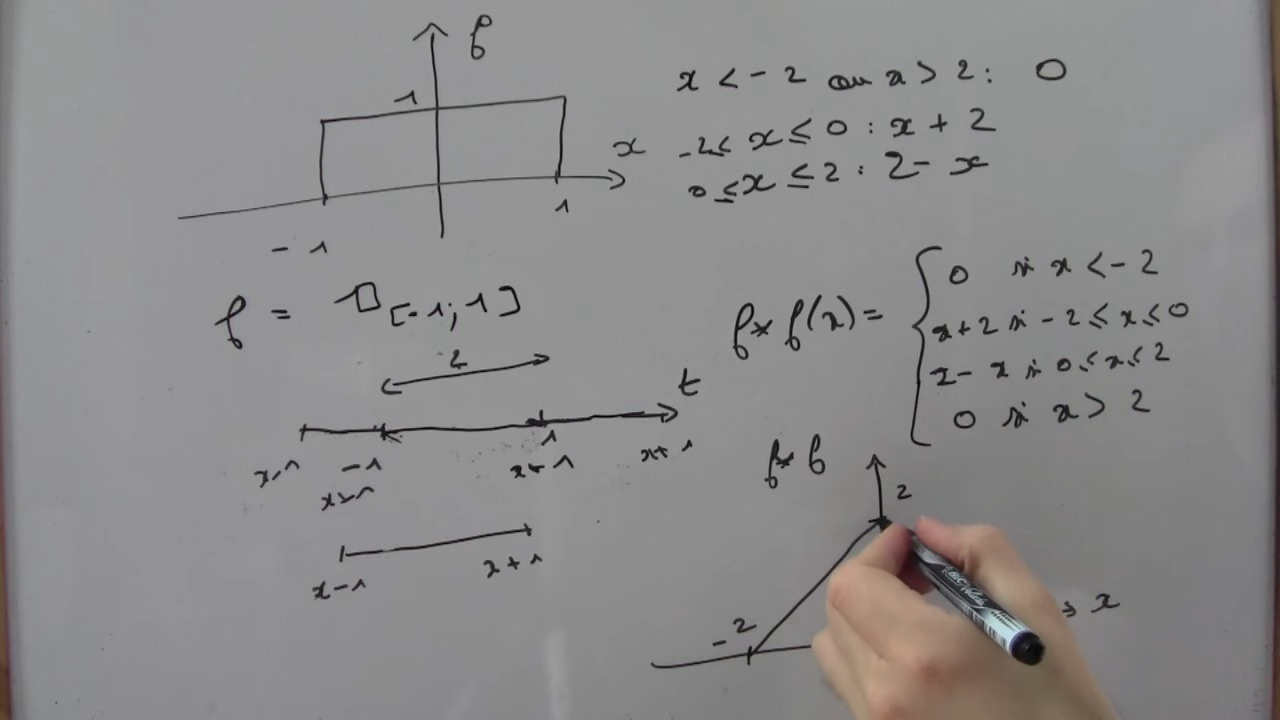 f
1
x
-1
1
x < -2 ou x > 2 : 0
-2 ≤ x ≤ 0 : x + 2
0 ≤ x ≤ 2 : 2 - x
f = 1[-1; 1]
2
t
x-1
-1
1
x-1
x+1
x+1
x-1
x+1
f * f(x) =
0 si x < -2
x+2 si -2 ≤ x ≤ 0
2 - x si 0 ≤ x ≤ 2
0 si x > 2
f * f
2
-2
x